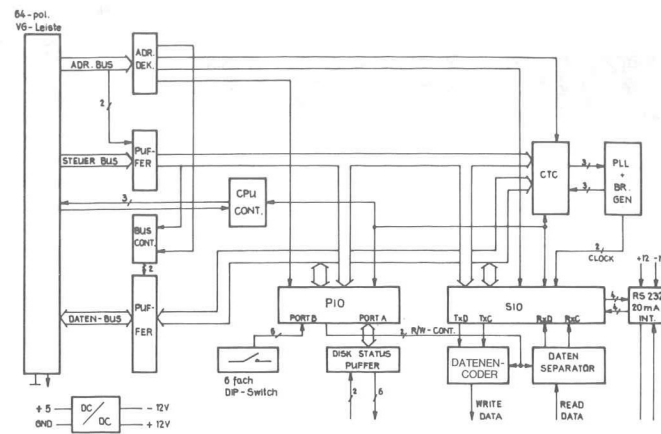 64-pol.
VG-Leiste
ADR. BUS
ADR.
DEK.
2
STEUER BUS
PUF-
FER
3
CPU
CONT.
BUS
CONT.
2
DATEN-BUS
PUF-
FER
CTC
3
3
PLL
+
BR.
GEN
2
CLOCK
+12
PIO
PORT B
PORT A
SIO
TxD
TxC
RxD
RxC
4
4
RS 232
20mA
INT.
6
2
R/W-CONT.
6 fach
DIP-Switch
DISK STATUS
PUFFER
2
6
DATENEN-
CODER
DATEN
SEPARATOR
WRITE
DATA
READ
DATA
+5
GND
DC/
DC
-12V
+12V